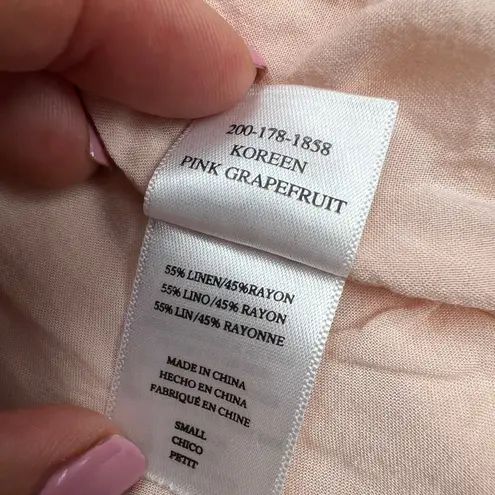 200-178-1858
KOREEN
PINK GRAPEFRUIT
55% LINEN/45%RAYON
55% LINO/45% RAYON
55% LIN/45% RAYONNE
MADE IN CHINA
HECHO EN CHINA
FABRIQUÉ EN CHINE
SMALL
CHICO
PETIT